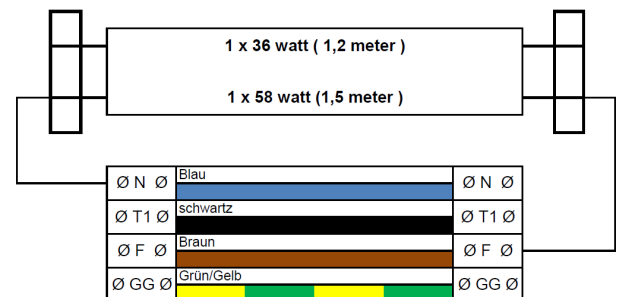 1 x 36 watt ( 1,2 meter )
1 x 58 watt (1,5 meter )
Ø N Ø Blau Ø N Ø
Ø T1 Ø schwartz Ø T1 Ø
Ø F Ø Braun Ø F Ø
Ø GG Ø Grün/Gelb Ø GG Ø